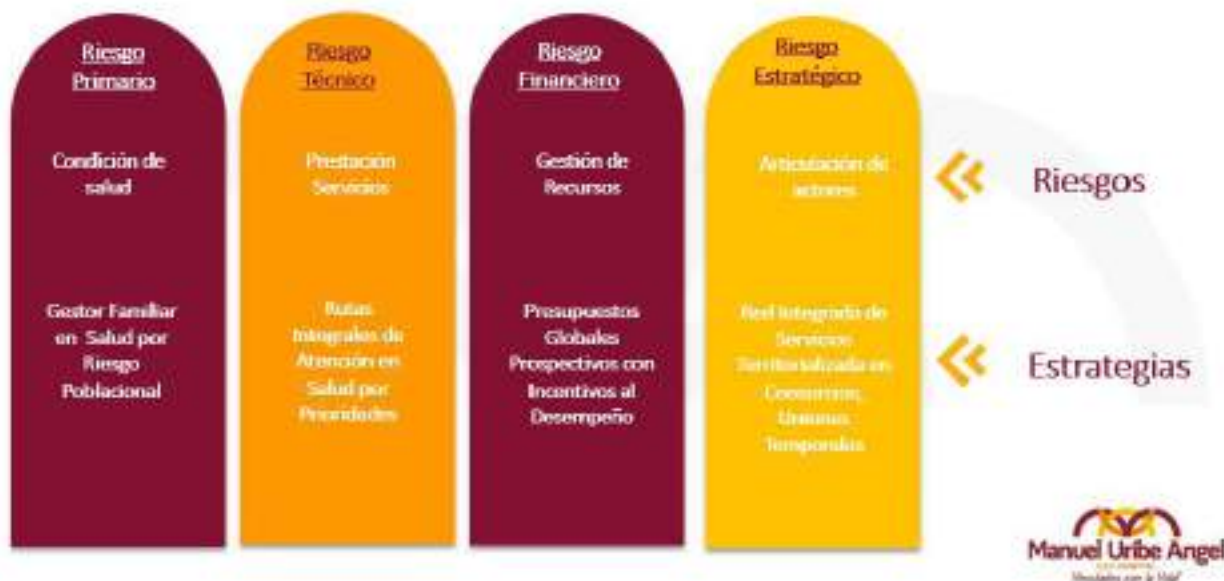 Riesgo
Primario
Condición de
salud
Gestor Familiar
en Salud por
Riesgo
Poblacional
Riesgo
Técnico
Prestación
Servicios
Rutas
Integrales de
Atención en
Salud por
Prioridades
Riesgo
Financiero
Gestión de
Recursos
Presupuestos
Globales
Prospectivos con
Incentivos al
Desempeño
Riesgo
Estratégico
Articulación de
actores
Red Integrada de
Servicios
Territorializada en
Consorcios,
Uniones
Temporales
Riesgos
Estrategias
Manuel Uribe Angel